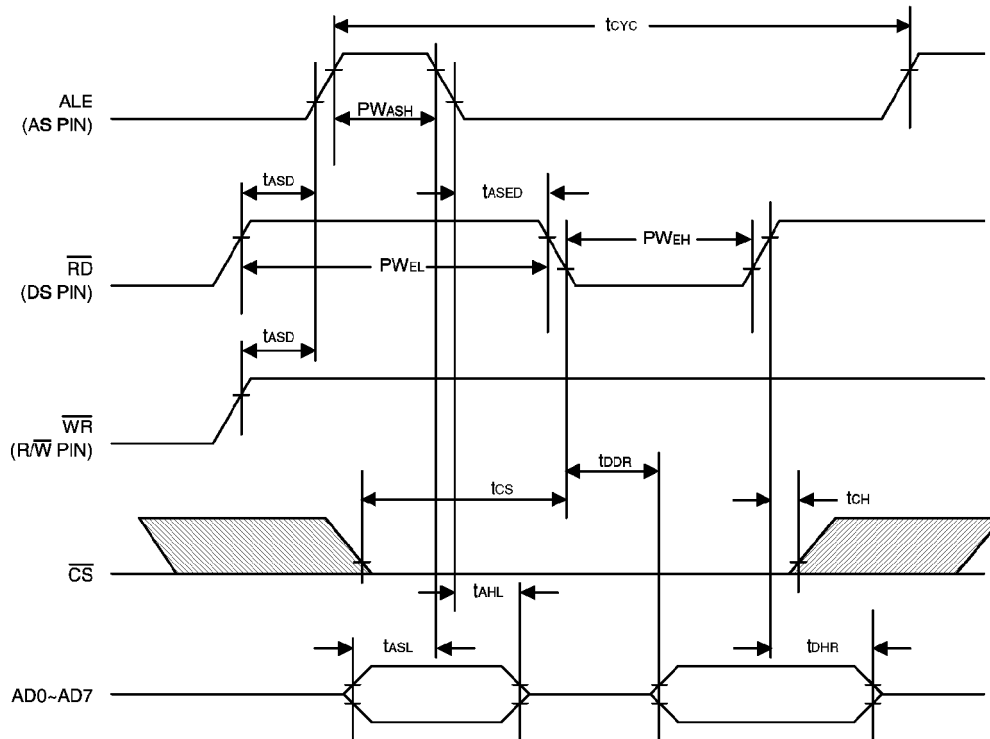 tCYC
ALE
(AS PIN)
PWASH
tASD
tASED
RD
(DS PIN)
PWEL
PWEH
tASD
WR
(R/W PIN)
tDDR
tCS
tCH
CS
tAHL
tASL
tDHR
AD0~AD7